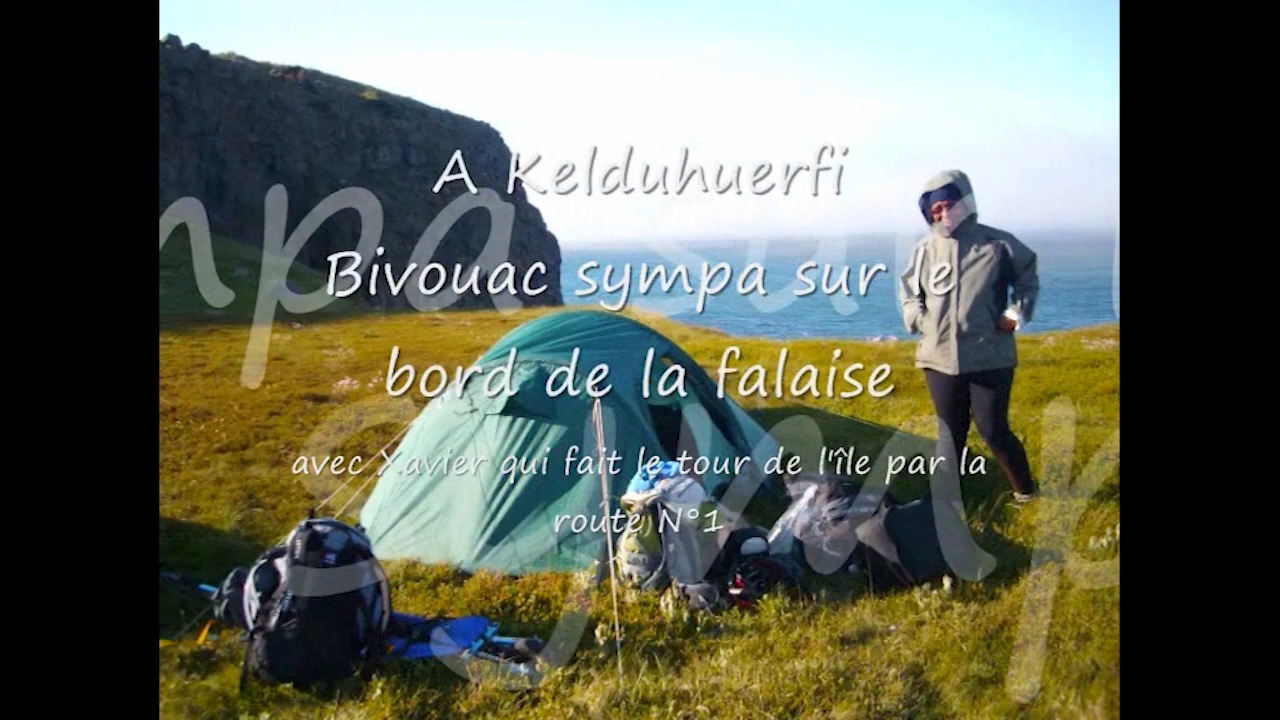 A Kelduhuerfi
Bivouac sympa sur le
bord de la falaise
avec Xavier qui fait le tour de l'île par la
route N°1